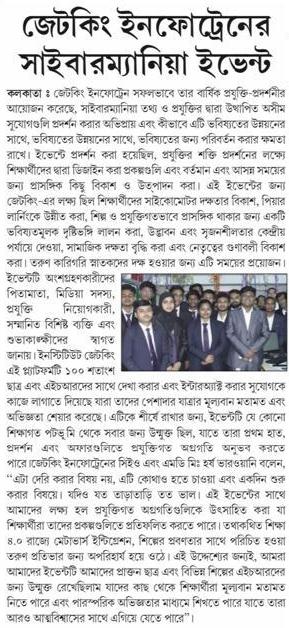 জেটকিং ইনফোট্রেনের
সাইবারম্যানিয়া ইভেন্ট
কলকাতা : জেটকিং ইনফোট্রেন সফলভাবে তার বার্ষিক প্রযুক্তি-প্রদর্শনীর
আয়োজন করেছে, সাইবারম্যানিয়া তথ্য ও প্রযুক্তির দ্বারা উত্থাপিত অসীম
সুযোগগুলি প্রদর্শন করার অভিপ্রায় এবং কীভাবে এটি ভবিষ্যতের উন্নয়নের
সাথে, ভবিষ্যতের উন্নয়নের সাথে, ভবিষ্যতের জন্য পরিবর্তন করার ক্ষমতা
রাখে। ইভেন্টে প্রদর্শন করা হয়েছিল, প্রযুক্তির শক্তি প্রদর্শনের লক্ষ্যে
শিক্ষার্থীদের দ্বারা ডিজাইন করা প্রকল্পগুলি এবং বর্তমান এবং আসন্ন সময়ের
জন্য প্রাসঙ্গিক কিছু বিকাশ ও উত্পাদন করা। এই ইভেন্টের জন্য
জেটকিং-এর লক্ষ্য ছিল শিক্ষার্থীদের সাইকোমোটর দক্ষতার বিকাশ, পিয়ার
লার্নিংকে উন্নীত করা, শিল্প ও প্রযুক্তিগতভাবে প্রাসঙ্গিক থাকার জন্য একটি
ভবিষ্যতমূলক দৃষ্টিভঙ্গি লালন করা, উদ্ভাবন এবং সৃজনশীলতার কেন্দ্রীয়
পর্যায়ে দেওয়া, সামাজিক দক্ষতা বৃদ্ধি করা এবং নেতৃত্বের গুণাবলী বিকাশ
করা। তরুণ কারিগরি স্নাতকদের দক্ষ হওয়ার জন্য এটি সময়ের প্রয়োজন।
ইভেন্টটি অংশগ্রহণকারীদের
পিতামাতা, মিডিয়া সদস্য,
প্রযুক্তি নিয়োগকারী,
সম্মানিত বিশিষ্ট ব্যক্তি এবং
শুভাকাঙ্ক্ষীদের স্বাগত
জানায়। ইনস্টিটিউট জেটকিং
এই প্ল্যাটফর্মটি ১০০ শতাংশ
ছাত্র এবং এইচআরদের সাথে দেখা করার এবং ইন্টারঅ্যাক্ট করার সুযোগকে
কাজে লাগাতে দিয়েছে যারা তাদের পেশাদার যাত্রার মূল্যবান মতামত এবং
অভিজ্ঞতা শেয়ার করেছে। এটিকে শীর্ষে রাখার জন্য, ইভেন্টটি যে কোনো
শিক্ষাগত পটভূমি থেকে সবার জন্য উন্মুক্ত ছিল, যাতে তারা প্রথম হাত,
প্রদর্শন এবং অফারগুলিতে প্রযুক্তিগত অগ্রগতি অনুভব করতে
পারে।জেটকিং ইনফোট্রেনের সিইও এবং এমডি মিঃ হর্ষ ভারওয়ানি বলেন,
“এটা দেরি করার বিষয় নয়, এটি কোথাও হতে চাওয়া এবং একদিন শুরু
করার বিষয়ে। যদিও যত তাড়াতাড়ি তত ভাল। এই ইভেন্টের সাথে
আমাদের লক্ষ্য হল প্রযুক্তিগত অগ্রগতিগুলিকে উৎসাহিত করা যা
শিক্ষার্থীরা তাদের প্রকল্পগুলিতে প্রতিফলিত করতে পারে। তথাকথিত শিক্ষা
৪.০ রাজ্যে মেটাভার্স ইন্টিগ্রেশন, শিল্পের প্রবণতার সাথে পরিচিত হওয়া
তরুণ প্রতিভার জন্য অপরিহার্য হয়ে ওঠে। এই উদ্দেশ্যের জন্যই, আমরা
আমাদের ইভেন্টটি আমাদের প্রাক্তন ছাত্র এবং বিভিন্ন শিল্পের এইচআরদের
জন্য উন্মুক্ত রেখেছিলাম যাদের কাছ থেকে শিক্ষার্থীরা মূল্যবান মতামত
নিতে পারে এবং পারস্পরিক অভিজ্ঞতার মাধ্যমে শিখতে পারে যাতে তারা
আরও আত্মবিশ্বাসের সাথে এগিয়ে যেতে পারে”।